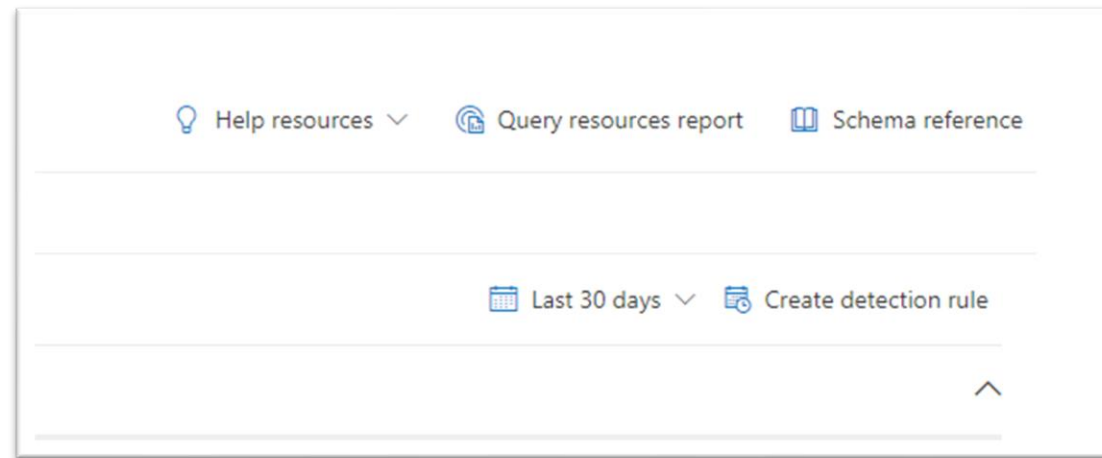 Help resources Query resources report Schema reference
Last 30 days Create detection rule